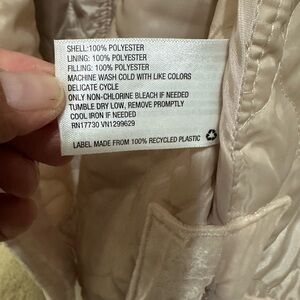 SHELL:100% POLYESTER
LINING: 100% POLYESTER
FILLING: 100% POLYESTER
MACHINE WASH COLD WITH LIKE COLORS
DELICATE CYCLE
ONLY NON-CHLORINE BLEACH IF NEEDED
TUMBLE DRY LOW, REMOVE PROMPTLY
COOL IRON IF NEEDED
RN17730 VN1299629
LABEL MADE FROM 100% RECYCLED PLASTIC